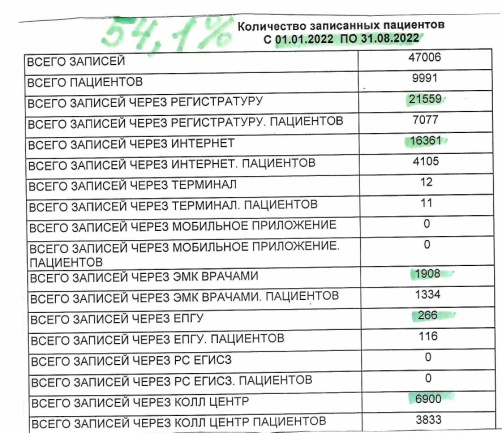 54,1%
Количество записанных пациентов
С 01.01.2022 ПО 31.08.2022
ВСЕГО ЗАПИСЕЙ 47006
ВСЕГО ПАЦИЕНТОВ 9991
ВСЕГО ЗАПИСЕЙ ЧЕРЕЗ РЕГИСТРАТУРУ 21559
ВСЕГО ЗАПИСЕЙ ЧЕРЕЗ РЕГИСТРАТУРУ. ПАЦИЕНТОВ 7077
ВСЕГО ЗАПИСЕЙ ЧЕРЕЗ ИНТЕРНЕТ 16361
ВСЕГО ЗАПИСЕЙ ЧЕРЕЗ ИНТЕРНЕТ. ПАЦИЕНТОВ 4105
ВСЕГО ЗАПИСЕЙ ЧЕРЕЗ ТЕРМИНАЛ 12
ВСЕГО ЗАПИСЕЙ ЧЕРЕЗ ТЕРМИНАЛ. ПАЦИЕНТОВ 11
ВСЕГО ЗАПИСЕЙ ЧЕРЕЗ МОБИЛЬНОЕ ПРИЛОЖЕНИЕ 0
ВСЕГО ЗАПИСЕЙ ЧЕРЕЗ МОБИЛЬНОЕ ПРИЛОЖЕНИЕ. 0
ПАЦИЕНТОВ
ВСЕГО ЗАПИСЕЙ ЧЕРЕЗ ЭМК ВРАЧАМИ 1908
ВСЕГО ЗАПИСЕЙ ЧЕРЕЗ ЭМК ВРАЧАМИ. ПАЦИЕНТОВ 1334
ВСЕГО ЗАПИСЕЙ ЧЕРЕЗ ЕПГУ 266
ВСЕГО ЗАПИСЕЙ ЧЕРЕЗ ЕПГУ. ПАЦИЕНТОВ 116
ВСЕГО ЗАПИСЕЙ ЧЕРЕЗ РС ЕГИСЗ 0
ВСЕГО ЗАПИСЕЙ ЧЕРЕЗ РС ЕГИСЗ. ПАЦИЕНТОВ 0
ВСЕГО ЗАПИСЕЙ ЧЕРЕЗ КОЛЛ ЦЕНТР 6900
ВСЕГО ЗАПИСЕЙ ЧЕРЕЗ КОЛЛ ЦЕНТР ПАЦИЕНТОВ 3833